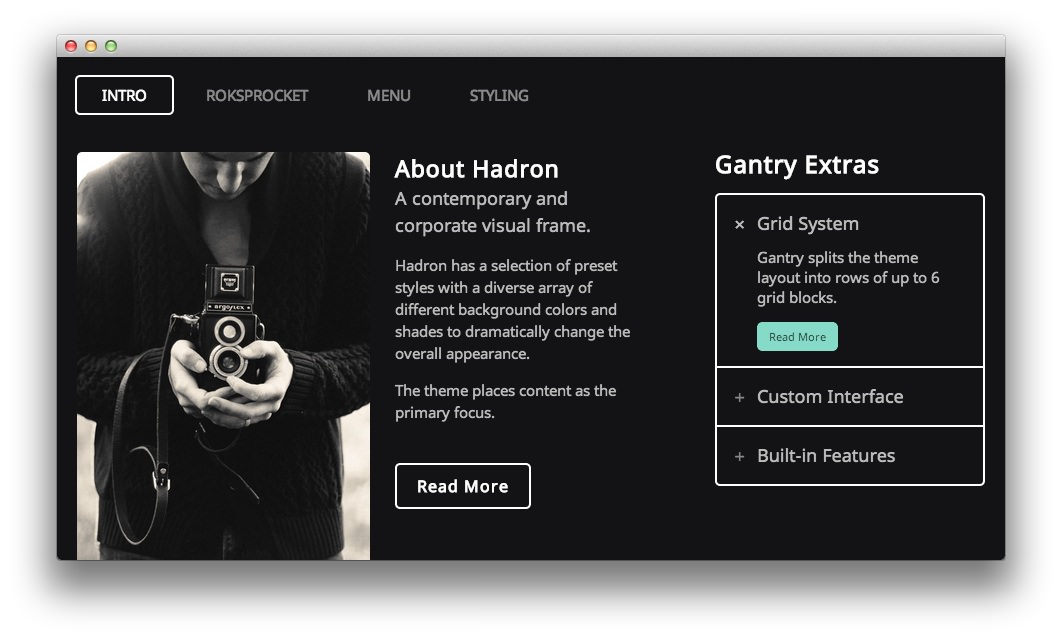 INTRO
ROKSPROCKET
MENU
STYLING
argoflex
About Hadron
A contemporary and
corporate visual frame.
Hadron has a selection of preset
styles with a diverse array of
different background colors and
shades to dramatically change the
overall appearance.
The theme places content as the
primary focus.
Read More
Gantry Extras
× Grid System
Gantry splits the theme
layout into rows of up to 6
grid blocks.
Read More
+ Custom Interface
+ Built-in Features